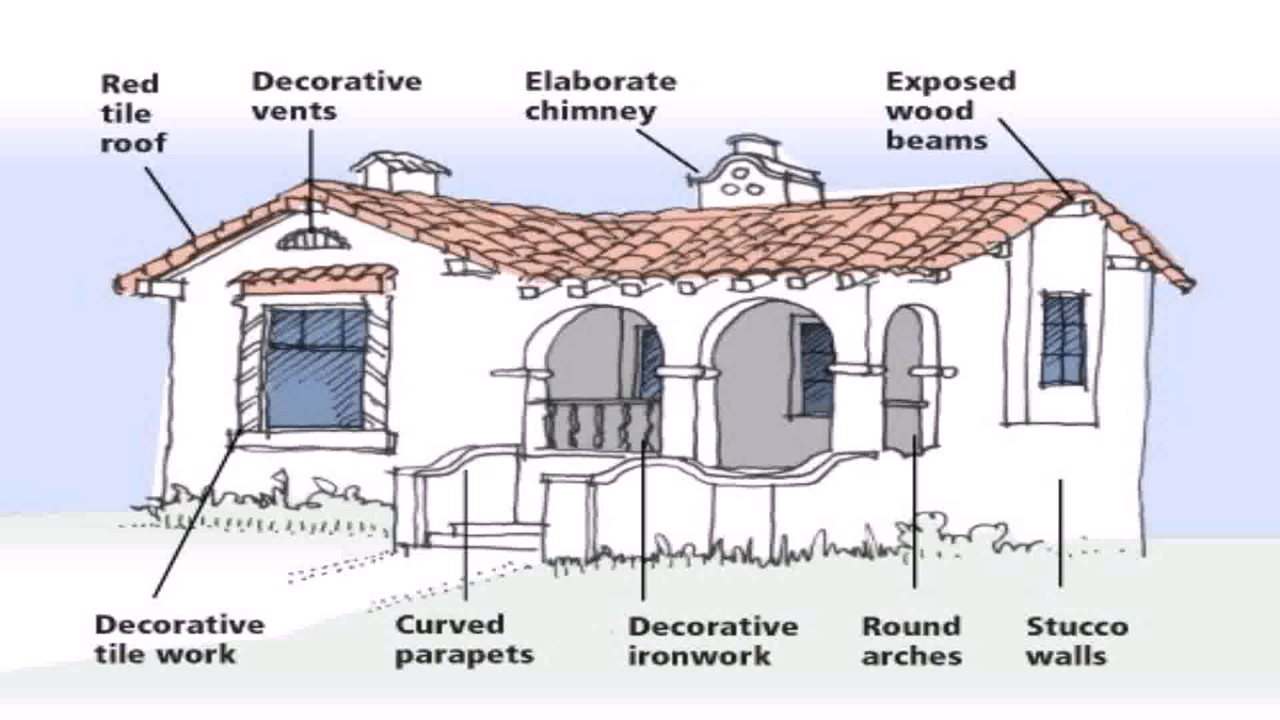 Red
tile
roof
Decorative
vents
Elaborate
chimney
Exposed
wood
beams
Decorative
tile work
Curved
parapets
Decorative
ironwork
Round
arches
Stucco
walls